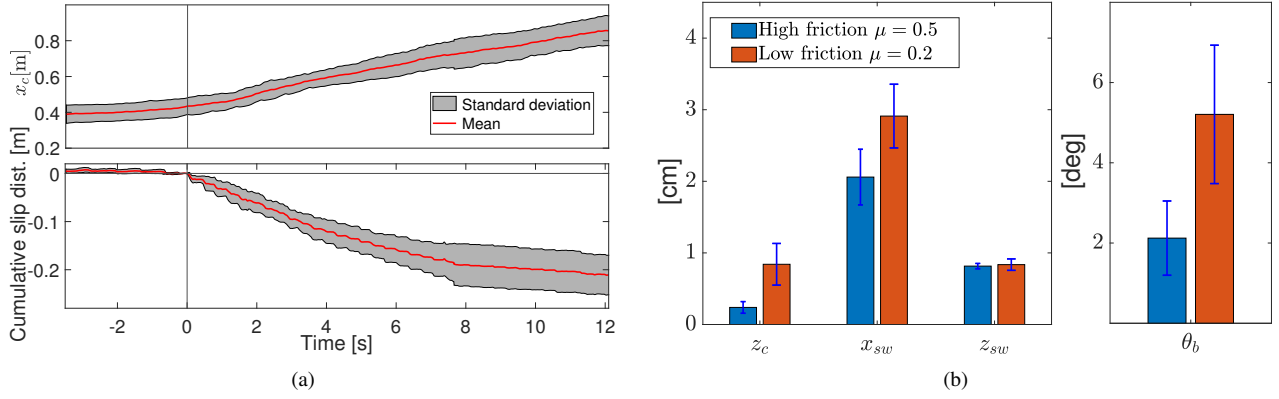 0.8
0.6
0.4
0.2
x_c[m]
Standard deviation
Mean
0
-0.1
-0.2
Cumulative slip dist. [m]
-2 0 2 4 6 8 10 12
Time [s]
(a)
4
3
2
1
0
[cm]
High friction μ = 0.5
Low friction μ = 0.2
z_c x_sw z_sw
6
4
2
[deg]
θ_b
(b)